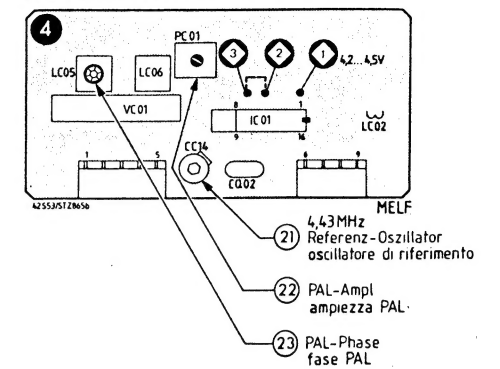 4
PC01
3
2
1
4,2...4,5V
LC05
LC06
VC01
8
1
IC01
9
16
LC02
CC14
1
5
CQ02
6
9
42553/STZ865b
MELF
21
4,43MHz
Referenz-Oszillator
oscillatore di riferimento
22
PAL-Ampl
ampiezza PAL
23
PAL-Phase
fase PAL